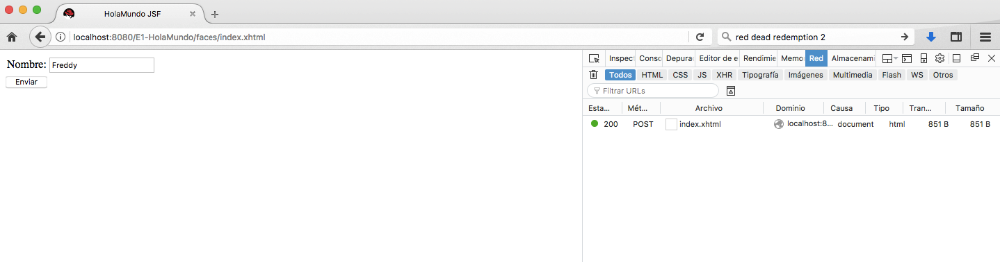 HolaMundo JSF
localhost:8080/E1-HolaMundo/faces/index.xhtml
red dead redemption 2
Nombre: Freddy
Enviar
Inspect Conso Depura Editor de e Rendimie Memo Red Almacenami
Todos HTML CSS JS XHR Tipografía Imágenes Multimedia Flash WS Otros
Filtrar URLs
Esta... Mét... Archivo Dominio Causa Tipo Tran... Tamaño
200 POST index.xhtml localhost:8... document html 851 B 851 B